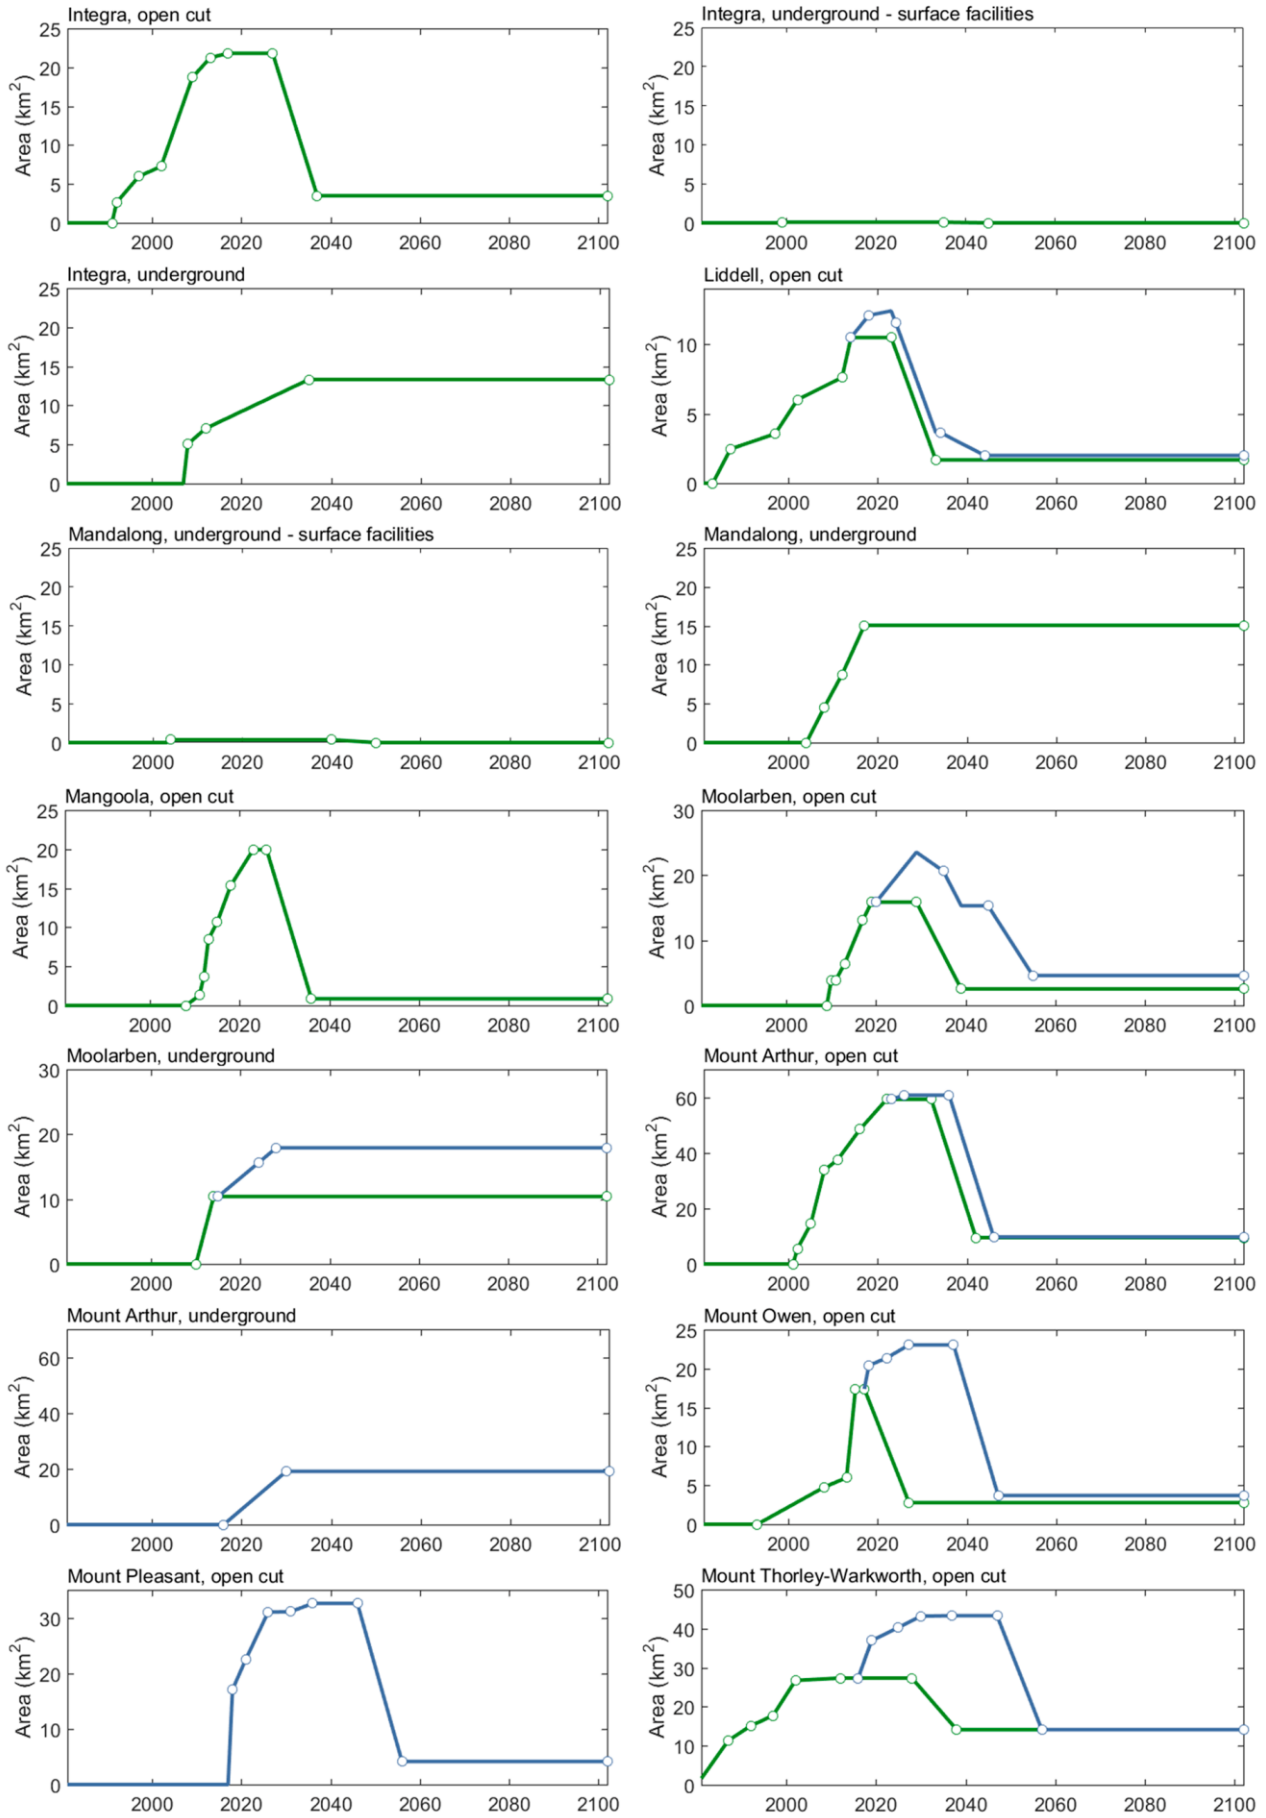 Integra, open cut
25
20
15
10
5
0
Area (km²)
2000 2020 2040 2060 2080 2100
Integra, underground - surface facilities
25
20
15
10
5
0
Area (km²)
2000 2020 2040 2060 2080 2100
Integra, underground
25
20
15
10
5
0
Area (km²)
2000 2020 2040 2060 2080 2100
Liddell, open cut
10
5
0
Area (km²)
2000 2020 2040 2060 2080 2100
Mandalong, underground - surface facilities
25
20
15
10
5
0
Area (km²)
2000 2020 2040 2060 2080 2100
Mandalong, underground
25
20
15
10
5
0
Area (km²)
2000 2020 2040 2060 2080 2100
Mangoola, open cut
25
20
15
10
5
0
Area (km²)
2000 2020 2040 2060 2080 2100
Moolarben, open cut
30
20
10
0
Area (km²)
2000 2020 2040 2060 2080 2100
Moolarben, underground
30
20
10
0
Area (km²)
2000 2020 2040 2060 2080 2100
Mount Arthur, open cut
60
40
20
0
Area (km²)
2000 2020 2040 2060 2080 2100
Mount Arthur, underground
60
40
20
0
Area (km²)
2000 2020 2040 2060 2080 2100
Mount Owen, open cut
25
20
15
10
5
0
Area (km²)
2000 2020 2040 2060 2080 2100
Mount Pleasant, open cut
30
20
10
0
Area (km²)
2000 2020 2040 2060 2080 2100
Mount Thorley-Warkworth, open cut
50
40
30
20
10
0
Area (km²)
2000 2020 2040 2060 2080 2100